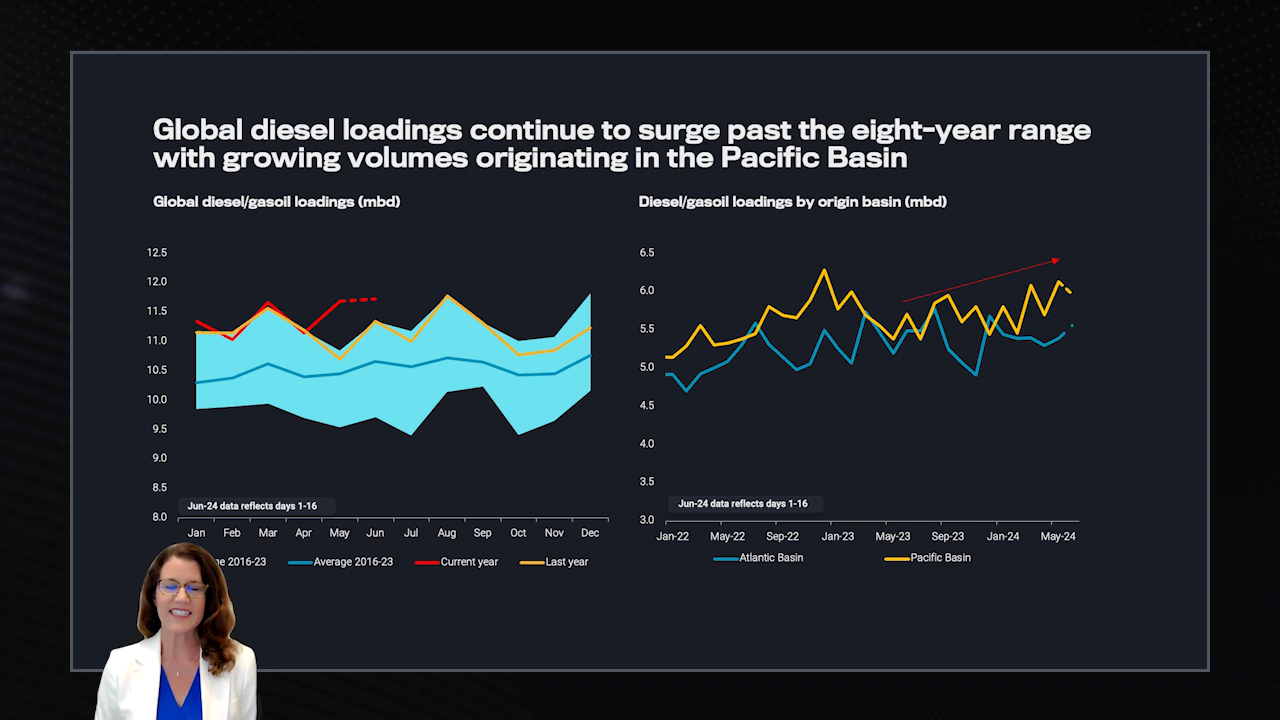 Global diesel loadings continue to surge past the eight-year range
with growing volumes originating in the Pacific Basin
Global diesel/gasoil loadings (mbd)
12.5
12.0
11.5
11.0
10.5
10.0
9.5
9.0
8.5
8.0
Jun-24 data reflects days 1-16
Jan Feb Mar Apr May Jun Jul Aug Sep Oct Nov Dec
2016-23 Average 2016-23 Current year Last year
Diesel/gasoil loadings by origin basin (mbd)
6.5
6.0
5.5
5.0
4.5
4.0
3.5
3.0
Jun-24 data reflects days 1-16
Jan-22 May-22 Sep-22 Jan-23 May-23 Sep-23 Jan-24 May-24
Atlantic Basin Pacific Basin